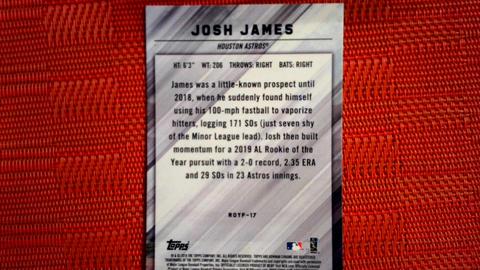 JOSH JAMES
HOUSTON ASTROS®
HT: 6'3" WT: 206 THROWS: RIGHT BATS: RIGHT
James was a little-known prospect until
2018, when he suddenly found himself
using his 100-mph fastball to vaporize
hitters, logging 171 SOs (just seven shy
of the Minor League lead). Josh then built
momentum for a 2019 AL Rookie of the
Year pursuit with a 2-0 record, 2.35 ERA
and 29 SOs in 23 Astros innings.
ROYF-17
Topps